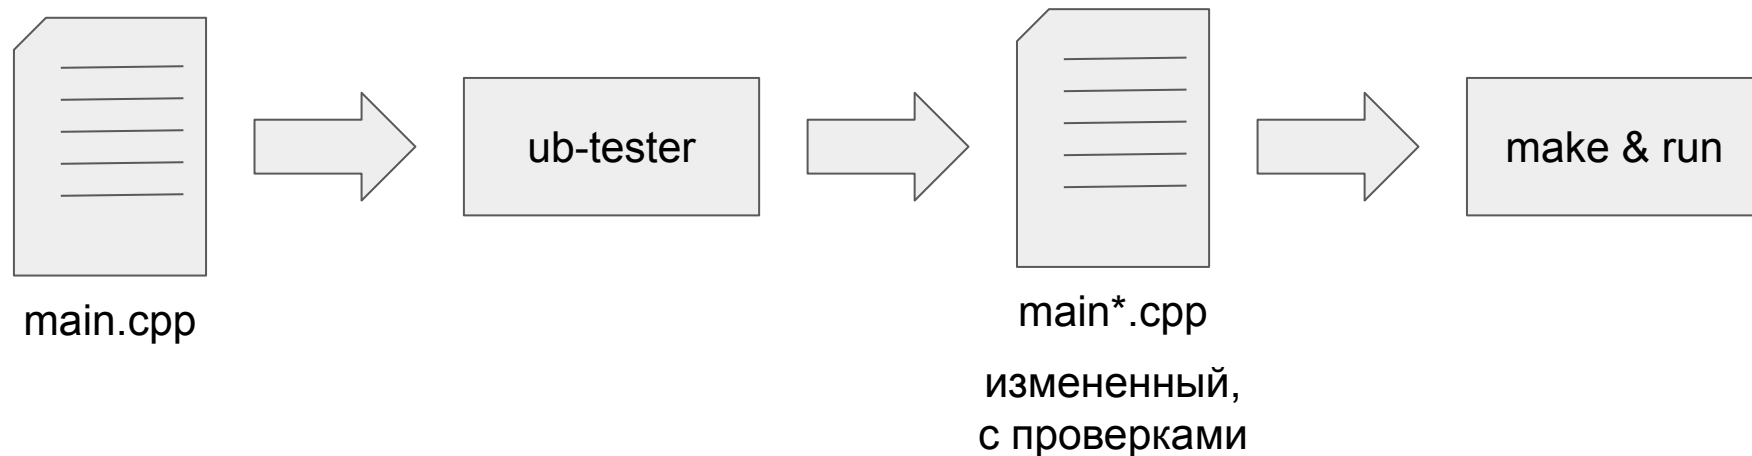 main.cpp
ub-tester
main*.cpp
измененный,
с проверками
make & run